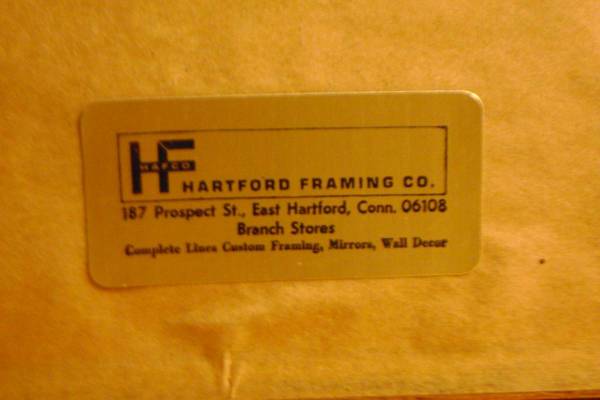 HF
HAFCO
HARTFORD FRAMING CO.
187 Prospect St., East Hartford, Conn. 06108
Branch Stores
Complete Lines Custom Framing, Mirrors, Wall Decor